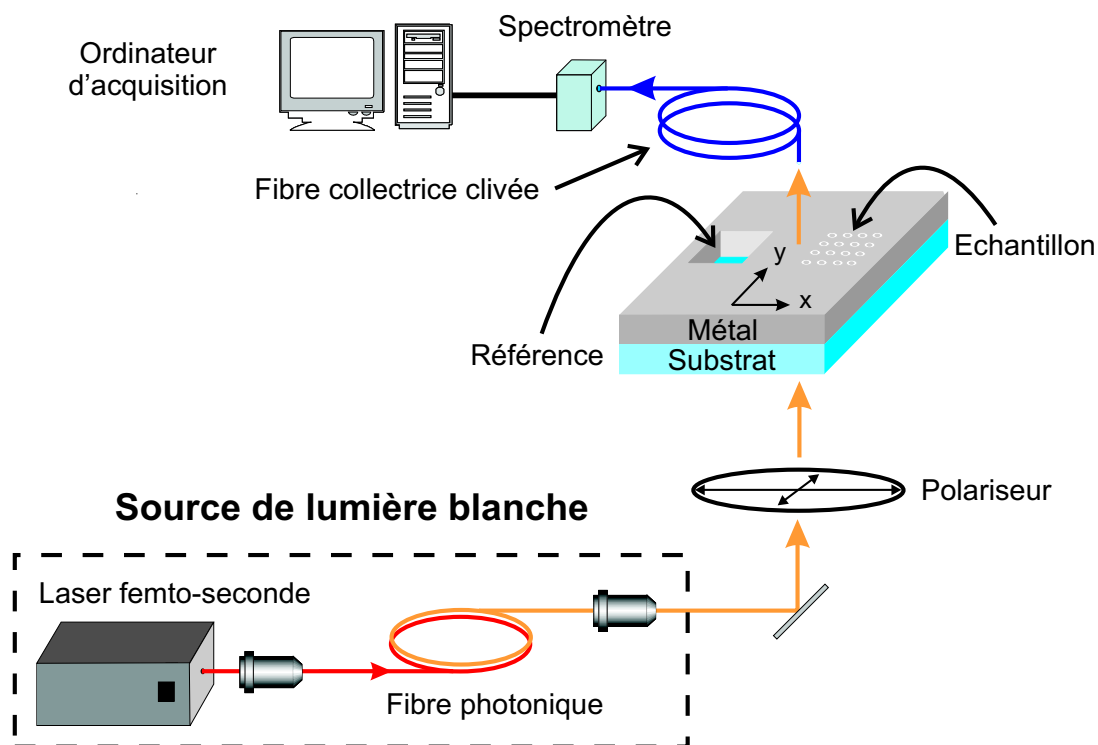 Spectromètre
Ordinateur
d'acquisition
Fibre collectrice clivée
Echantillon
y
x
Métal
Référence
Substrat
Polariseur
Source de lumière blanche
Laser femto-seconde
Fibre photonique